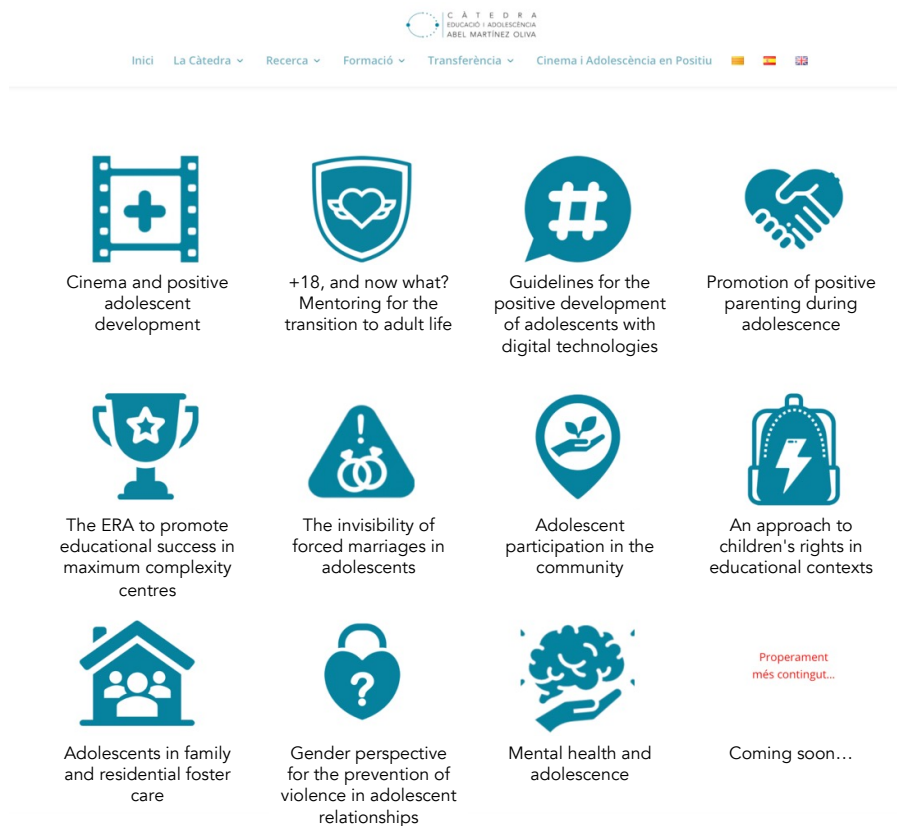 CÀTEDRA
EDUCACIÓ I ADOLESCÈNCIA
ABEL MARTÍNEZ OLIVA
Inici La Càtedra Recerca Formació Transferència Cinema i Adolescència en Positiu
Cinema and positive
adolescent
development
+18, and now what?
Mentoring for the
transition to adult life
Guidelines for the
positive development
of adolescents with
digital technologies
Promotion of positive
parenting during
adolescence
The ERA to promote
educational success in
maximum complexity
centres
The invisibility of
forced marriages in
adolescents
Adolescent
participation in the
community
An approach to
children's rights in
educational contexts
Adolescents in family
and residential foster
care
Gender perspective
for the prevention of
violence in adolescent
relationships
Mental health and
adolescence
Properament
més contingut...
Coming soon…